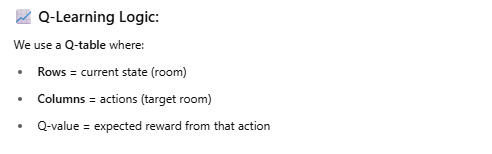 📈 Q-Learning Logic:
We use a Q-table where:
• Rows = current state (room)
• Columns = actions (target room)
• Q-value = expected reward from that action